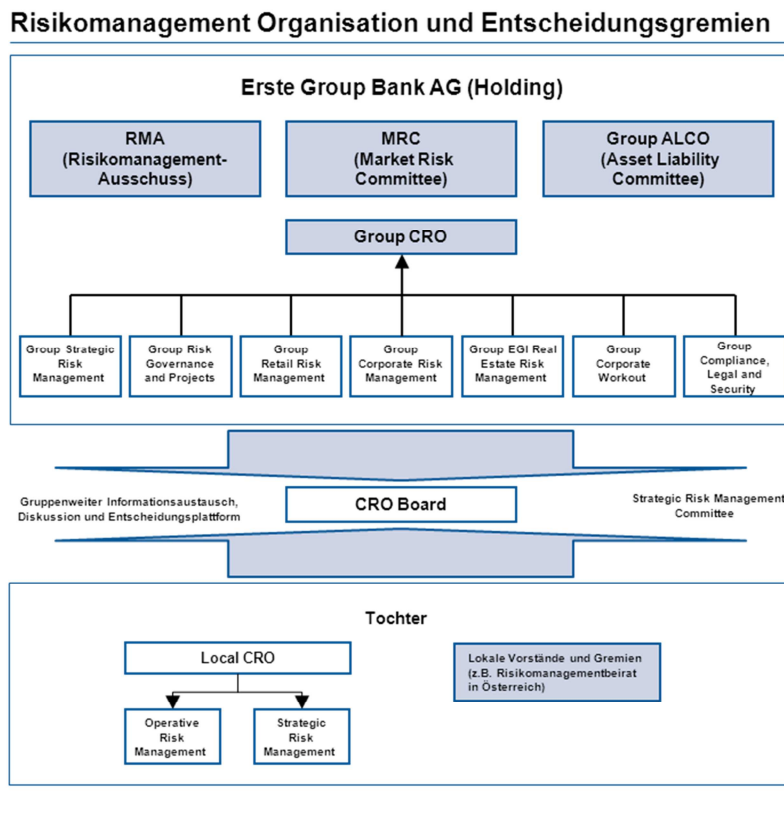 Risikomanagement Organisation und Entscheidungsgremien
Erste Group Bank AG (Holding)
RMA
(Risikomanagement-
Ausschuss)
MRC
(Market Risk
Committee)
Group ALCO
(Asset Liability
Committee)
Group CRO
Group Strategic
Risk
Management
Group Risk
Governance
and Projects
Group
Retail Risk
Management
Group
Corporate Risk
Management
Group EGI Real
Estate Risk
Management
Group
Corporate
Workout
Group
Compliance,
Legal and
Security
Gruppenweiter Informationsaustausch,
Diskussion und Entscheidungsplattform
CRO Board
Strategic Risk Management
Committee
Tochter
Local CRO
Operative
Risk
Management
Strategic
Risk
Management
Lokale Vorstände und Gremien
(z.B. Risikomanagementbeirat
in Österreich)